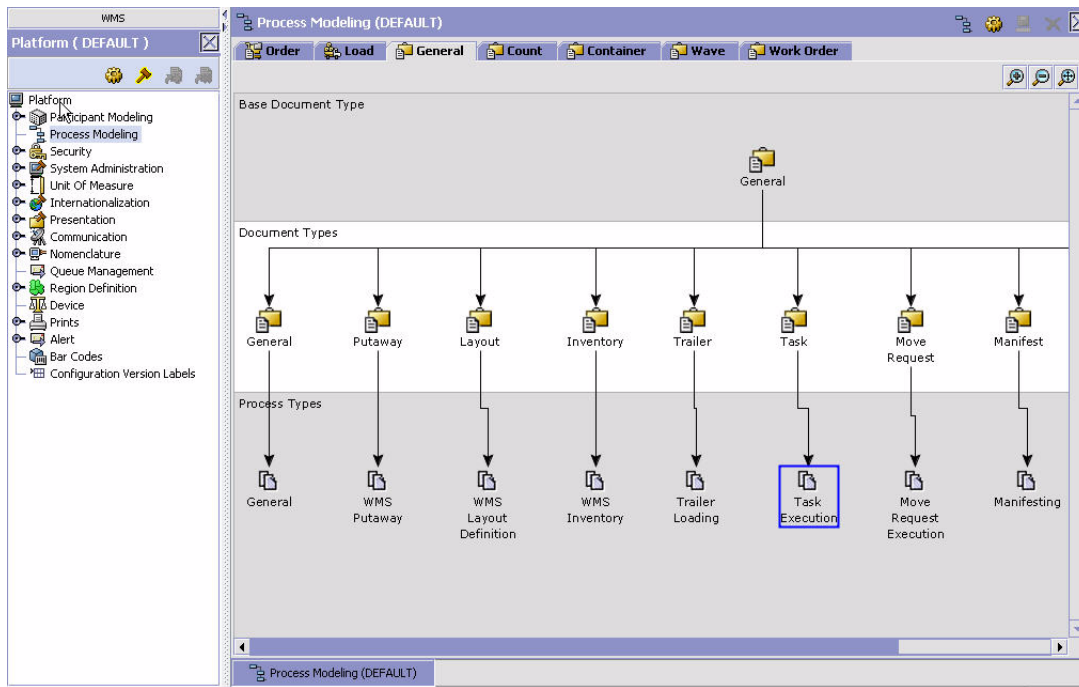 WMS
Platform ( DEFAULT )
Platform
Participant Modeling
Process Modeling
Security
System Administration
Unit Of Measure
Internationalization
Presentation
Communication
Nomenclature
Queue Management
Region Definition
Device
Prints
Alert
Bar Codes
Configuration Version Labels
Process Modeling (DEFAULT)
Order Load General Count Container Wave Work Order
Base Document Type
General
Document Types
General Putaway Layout Inventory Trailer Task Move Manifest
Request
Process Types
General WMS WMS WMS Trailer Task Move Manifesting
Putaway Layout Inventory Loading Execution Request
Definition Execution
Process Modeling (DEFAULT)